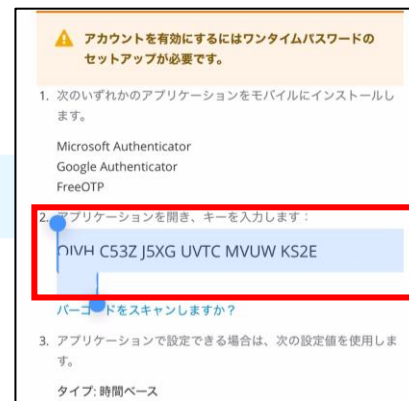 アカウントを有効にするにはワンタイムパスワードの
セットアップが必要です。
1. 次のいずれかのアプリケーションをモバイルにインストールし
ます。
Microsoft Authenticator
Google Authenticator
FreeOTP
2. アプリケーションを開き、キーを入力します：
C53Z J5XG UVTC MVUW KS2E
バーコードをスキャンしますか？
3. アプリケーションで設定できる場合は、次の設定値を使用しま
す。
タイプ: 時間ベース